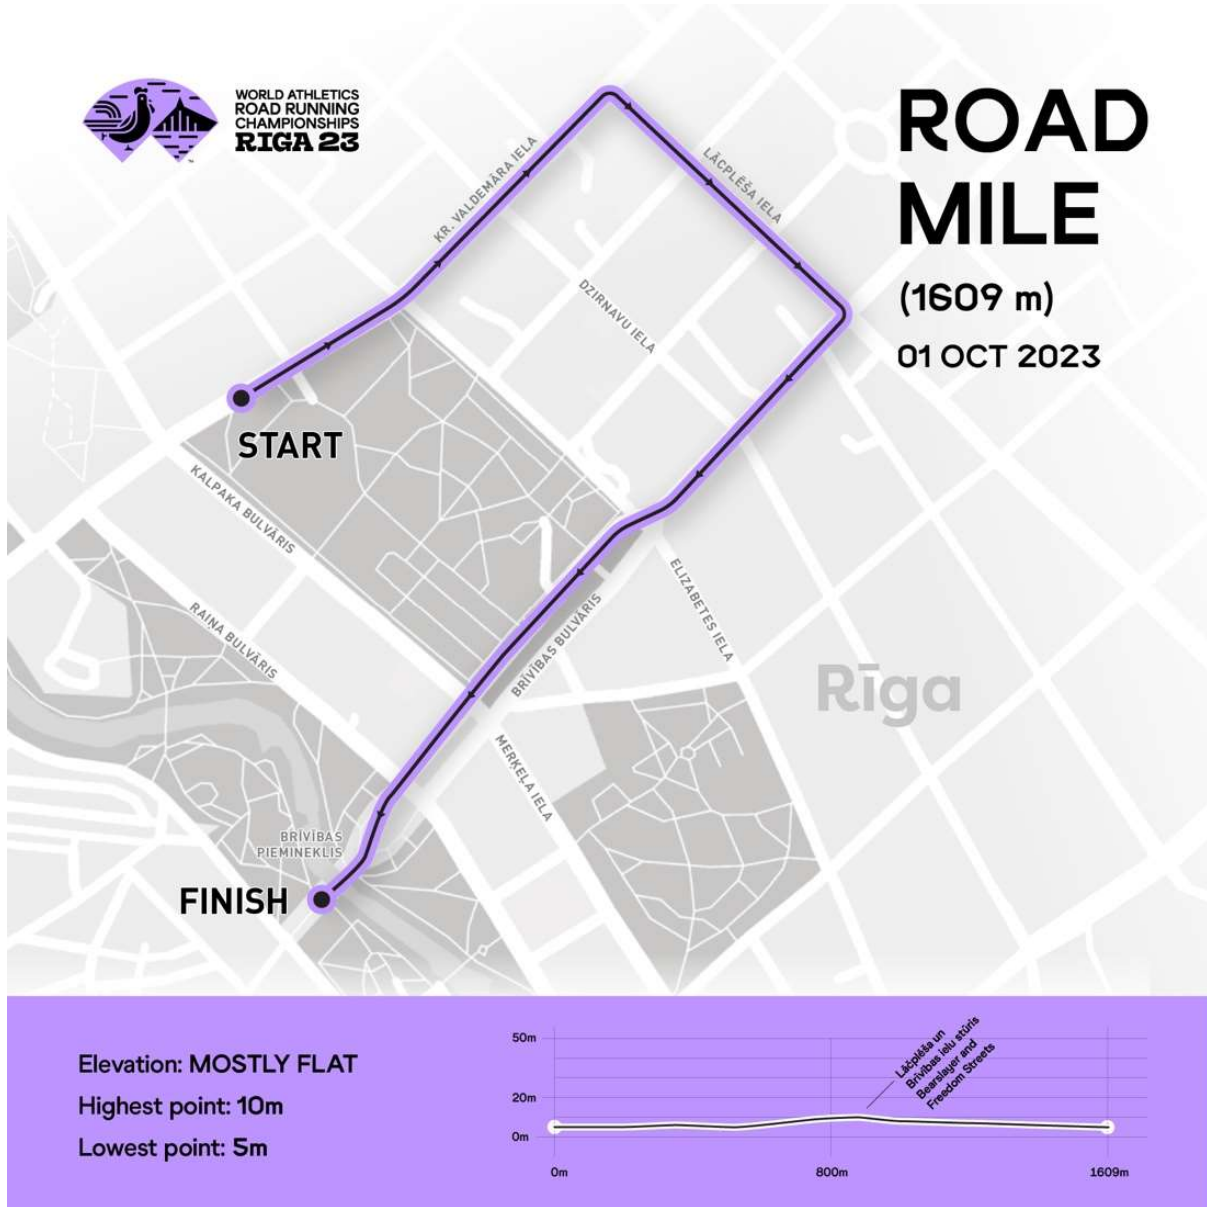 WORLD ATHLETICS
ROAD RUNNING
CHAMPIONSHIPS
RIGA 23
ROAD
MILE
(1609 m)
01 OCT 2023
KR. VALDEMĀRA IELA
LĀCPLĒŠA IELA
DZIRNAVU IELA
START
KALPAKA BULVĀRIS
RAIŅA BULVĀRIS
ELIZABETES IELA
BRĪVĪBAS BULVĀRIS
Rīga
MERĶEĻA IELA
BRĪVĪBAS
PIEMINEKLIS
FINISH
Elevation: MOSTLY FLAT
Highest point: 10m
Lowest point: 5m
50m
20m
0m
Lāčplēša un
Brīvības ielu stūris
Bearslayer and
Freedom Streets
0m
800m
1609m